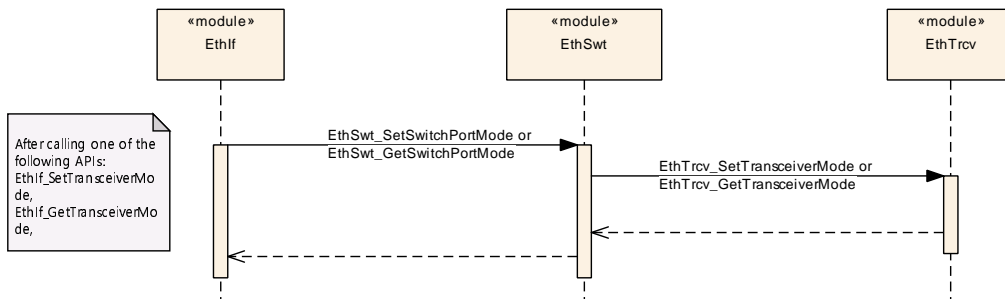 «module»
EthIf
«module»
EthSwt
«module»
EthTrcv
After calling one of the
following APIs:
EthIf_SetTransceiverMo
de,
EthIf_GetTransceiverMo
de,
EthSwt_SetSwitchPortMode or
EthSwt_GetSwitchPortMode
EthTrcv_SetTransceiverMode or
EthTrcv_GetTransceiverMode